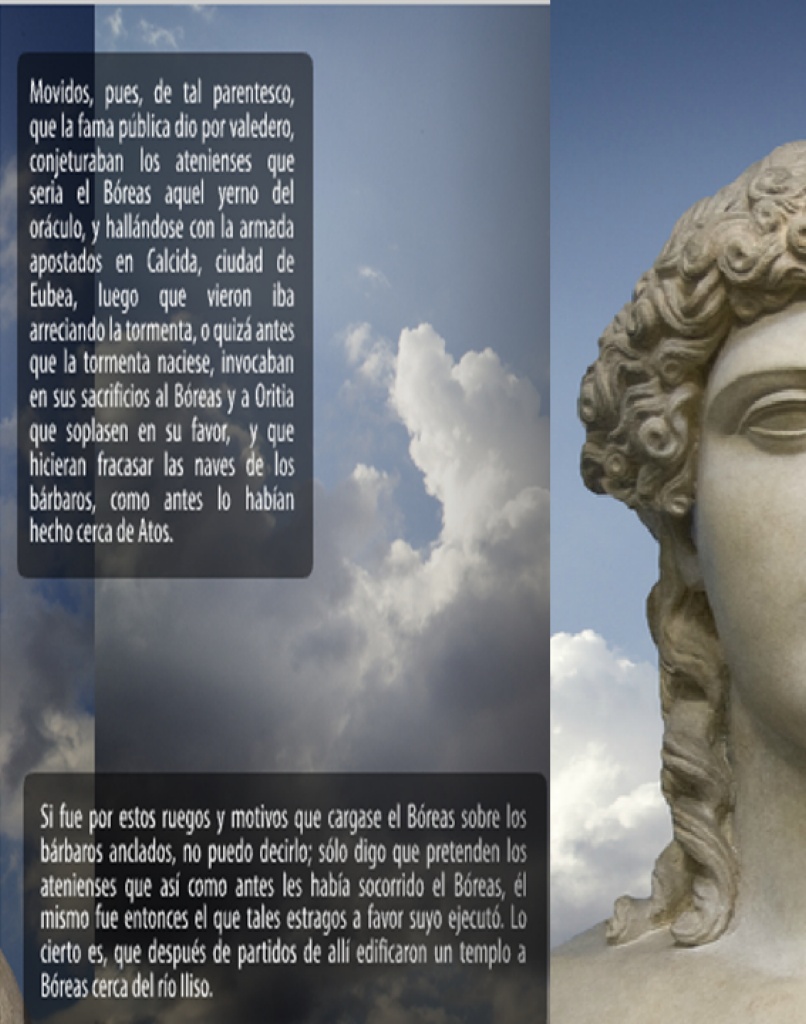 Movidos, pues, de tal parentesco,
que la fama pública dio por valedero,
conjeturaban los atenienses que
sería el Bóreas aquel yerno del
oráculo, y hallándose con la armada
apostados en Calcida, ciudad de
Eubea, luego que vieron iba
arreciando la tormenta, o quizá antes
que la tormenta naciese, invocaban
en sus sacrificios al Bóreas y a Oritia
que soplasen en su favor, y que
hicieran fracasar las naves de los
bárbaros, como antes lo habían
hecho cerca de Atos.
Si fue por estos ruegos y motivos que cargase el Bóreas sobre los
bárbaros anclados, no puedo decirlo; sólo digo que pretenden los
atenienses que así como antes les había socorrido el Bóreas, él
mismo fue entonces el que tales estragos a favor suyo ejecutó. Lo
cierto es, que después de partidos de allí edificaron un templo a
Bóreas cerca del río Iliso.